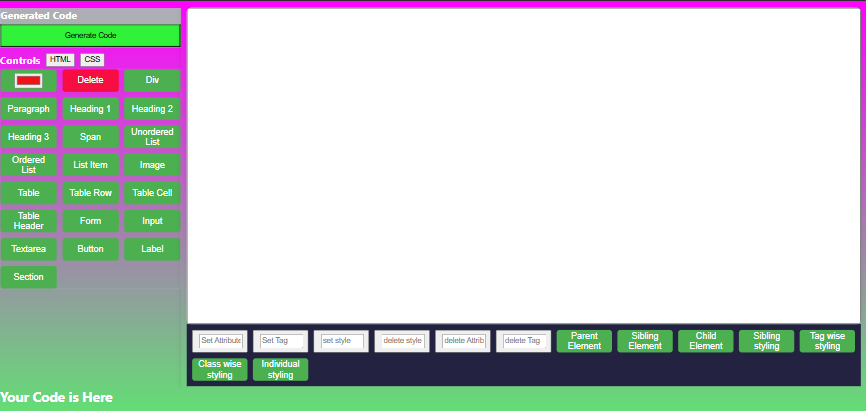 Generated Code
Generate Code
Controls HTML CSS
Delete Div
Paragraph Heading 1 Heading 2
Heading 3 Span Unordered List
Ordered List List Item Image
Table Table Row Table Cell
Table Header Form Input
Textarea Button Label
Section
Set Attribute Set Tag set style delete style delete Attrib delete Tag Parent Element Sibling Element Child Element Sibling styling Tag wise styling
Class wise styling Individual styling
Your Code is Here